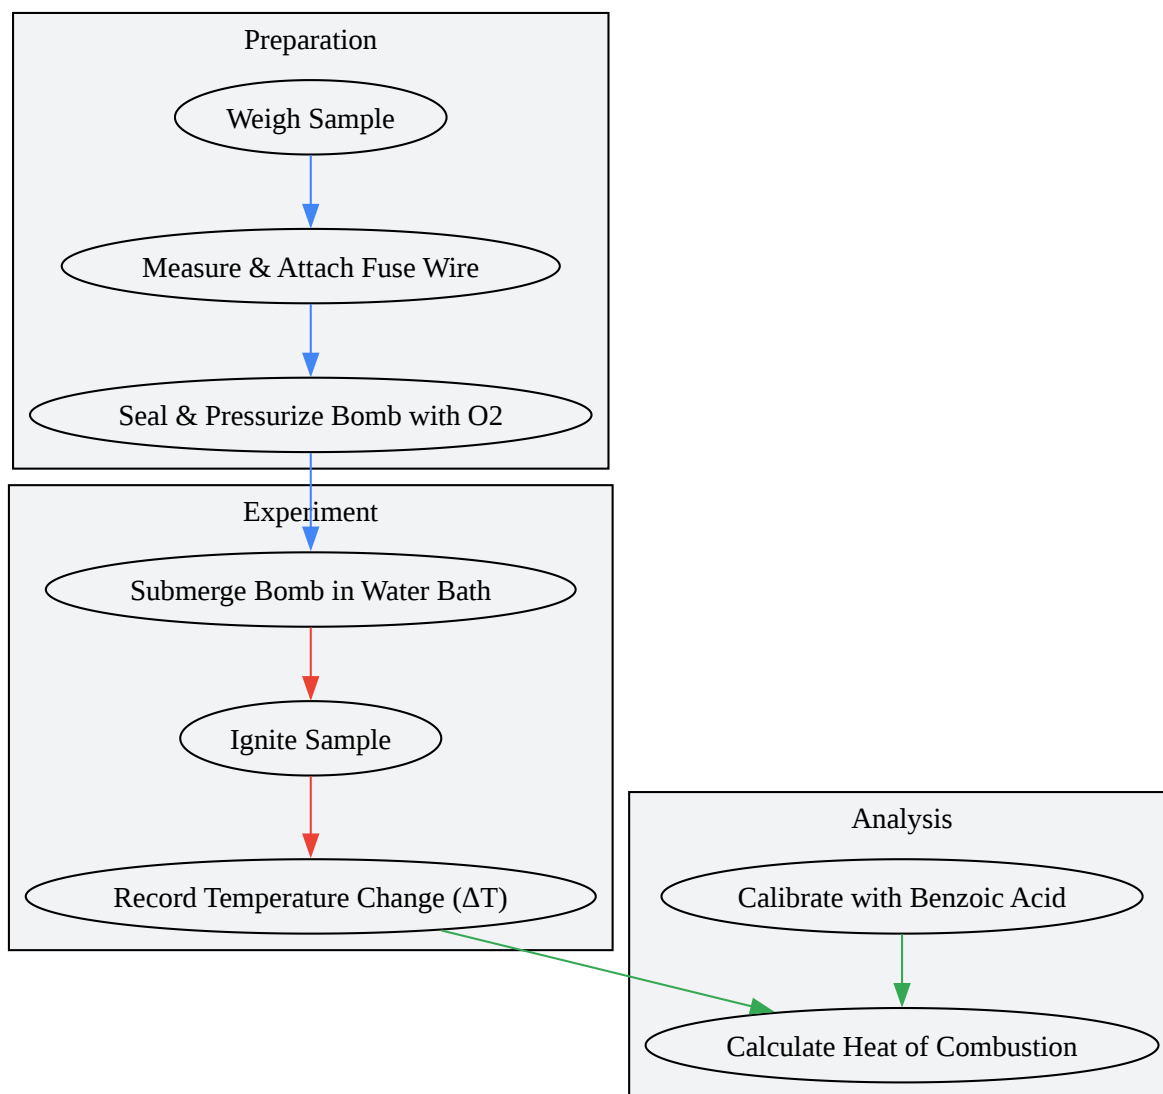 Preparation
Weigh Sample
Measure & Attach Fuse Wire
Seal & Pressurize Bomb with O2
Experiment
Submerge Bomb in Water Bath
Ignite Sample
Record Temperature Change (ΔT)
Analysis
Calibrate with Benzoic Acid
Calculate Heat of Combustion